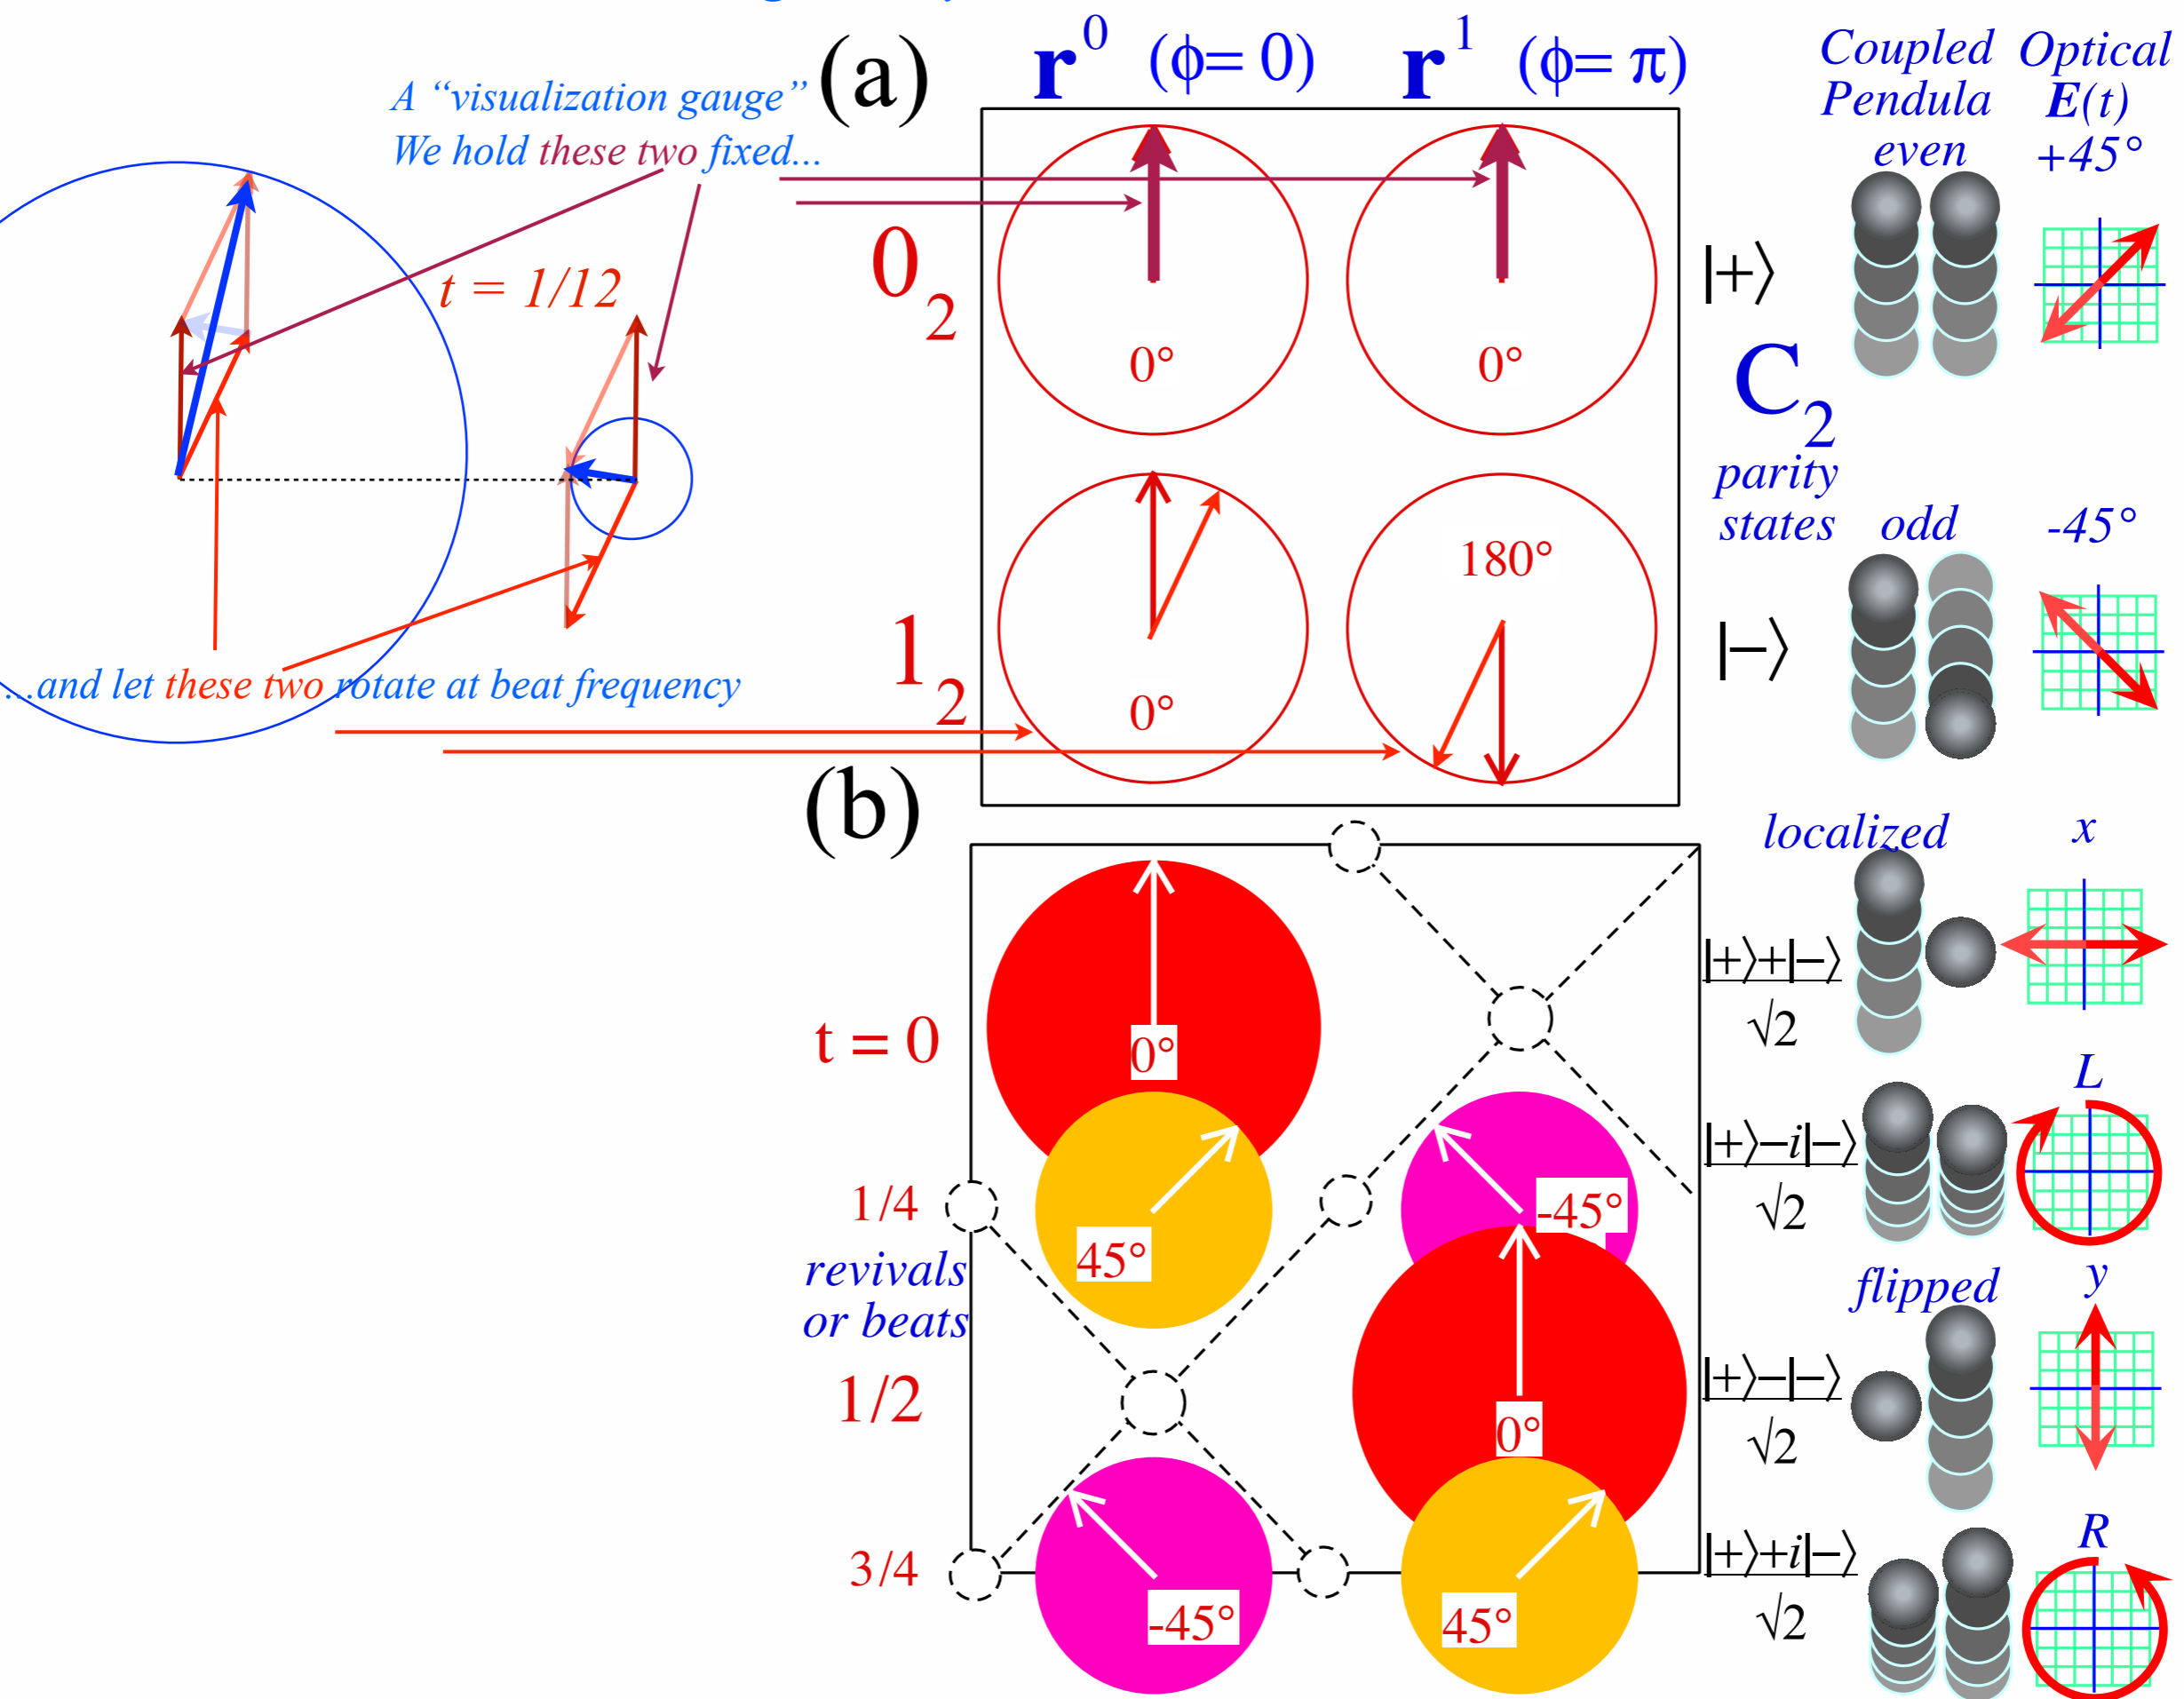 (a)
r⁰ (ϕ= 0) r¹ (ϕ= π)
Coupled
Pendula
even
Optical
E(t)
+45°
A “visualization gauge”
We hold these two fixed...
t = 1/12
0₂
0°
0°
|+⟩
C₂
parity
states
odd
-45°
1₂
0°
180°
|−⟩
...and let these two rotate at beat frequency
(b)
localized
x
t = 0
0°
|+⟩+|−⟩
√2
L
1/4
45°
-45°
|+⟩−i|−⟩
√2
revivals
or beats
flipped
y
1/2
0°
|+⟩−|−⟩
√2
R
3/4
-45°
45°
|+⟩+i|−⟩
√2